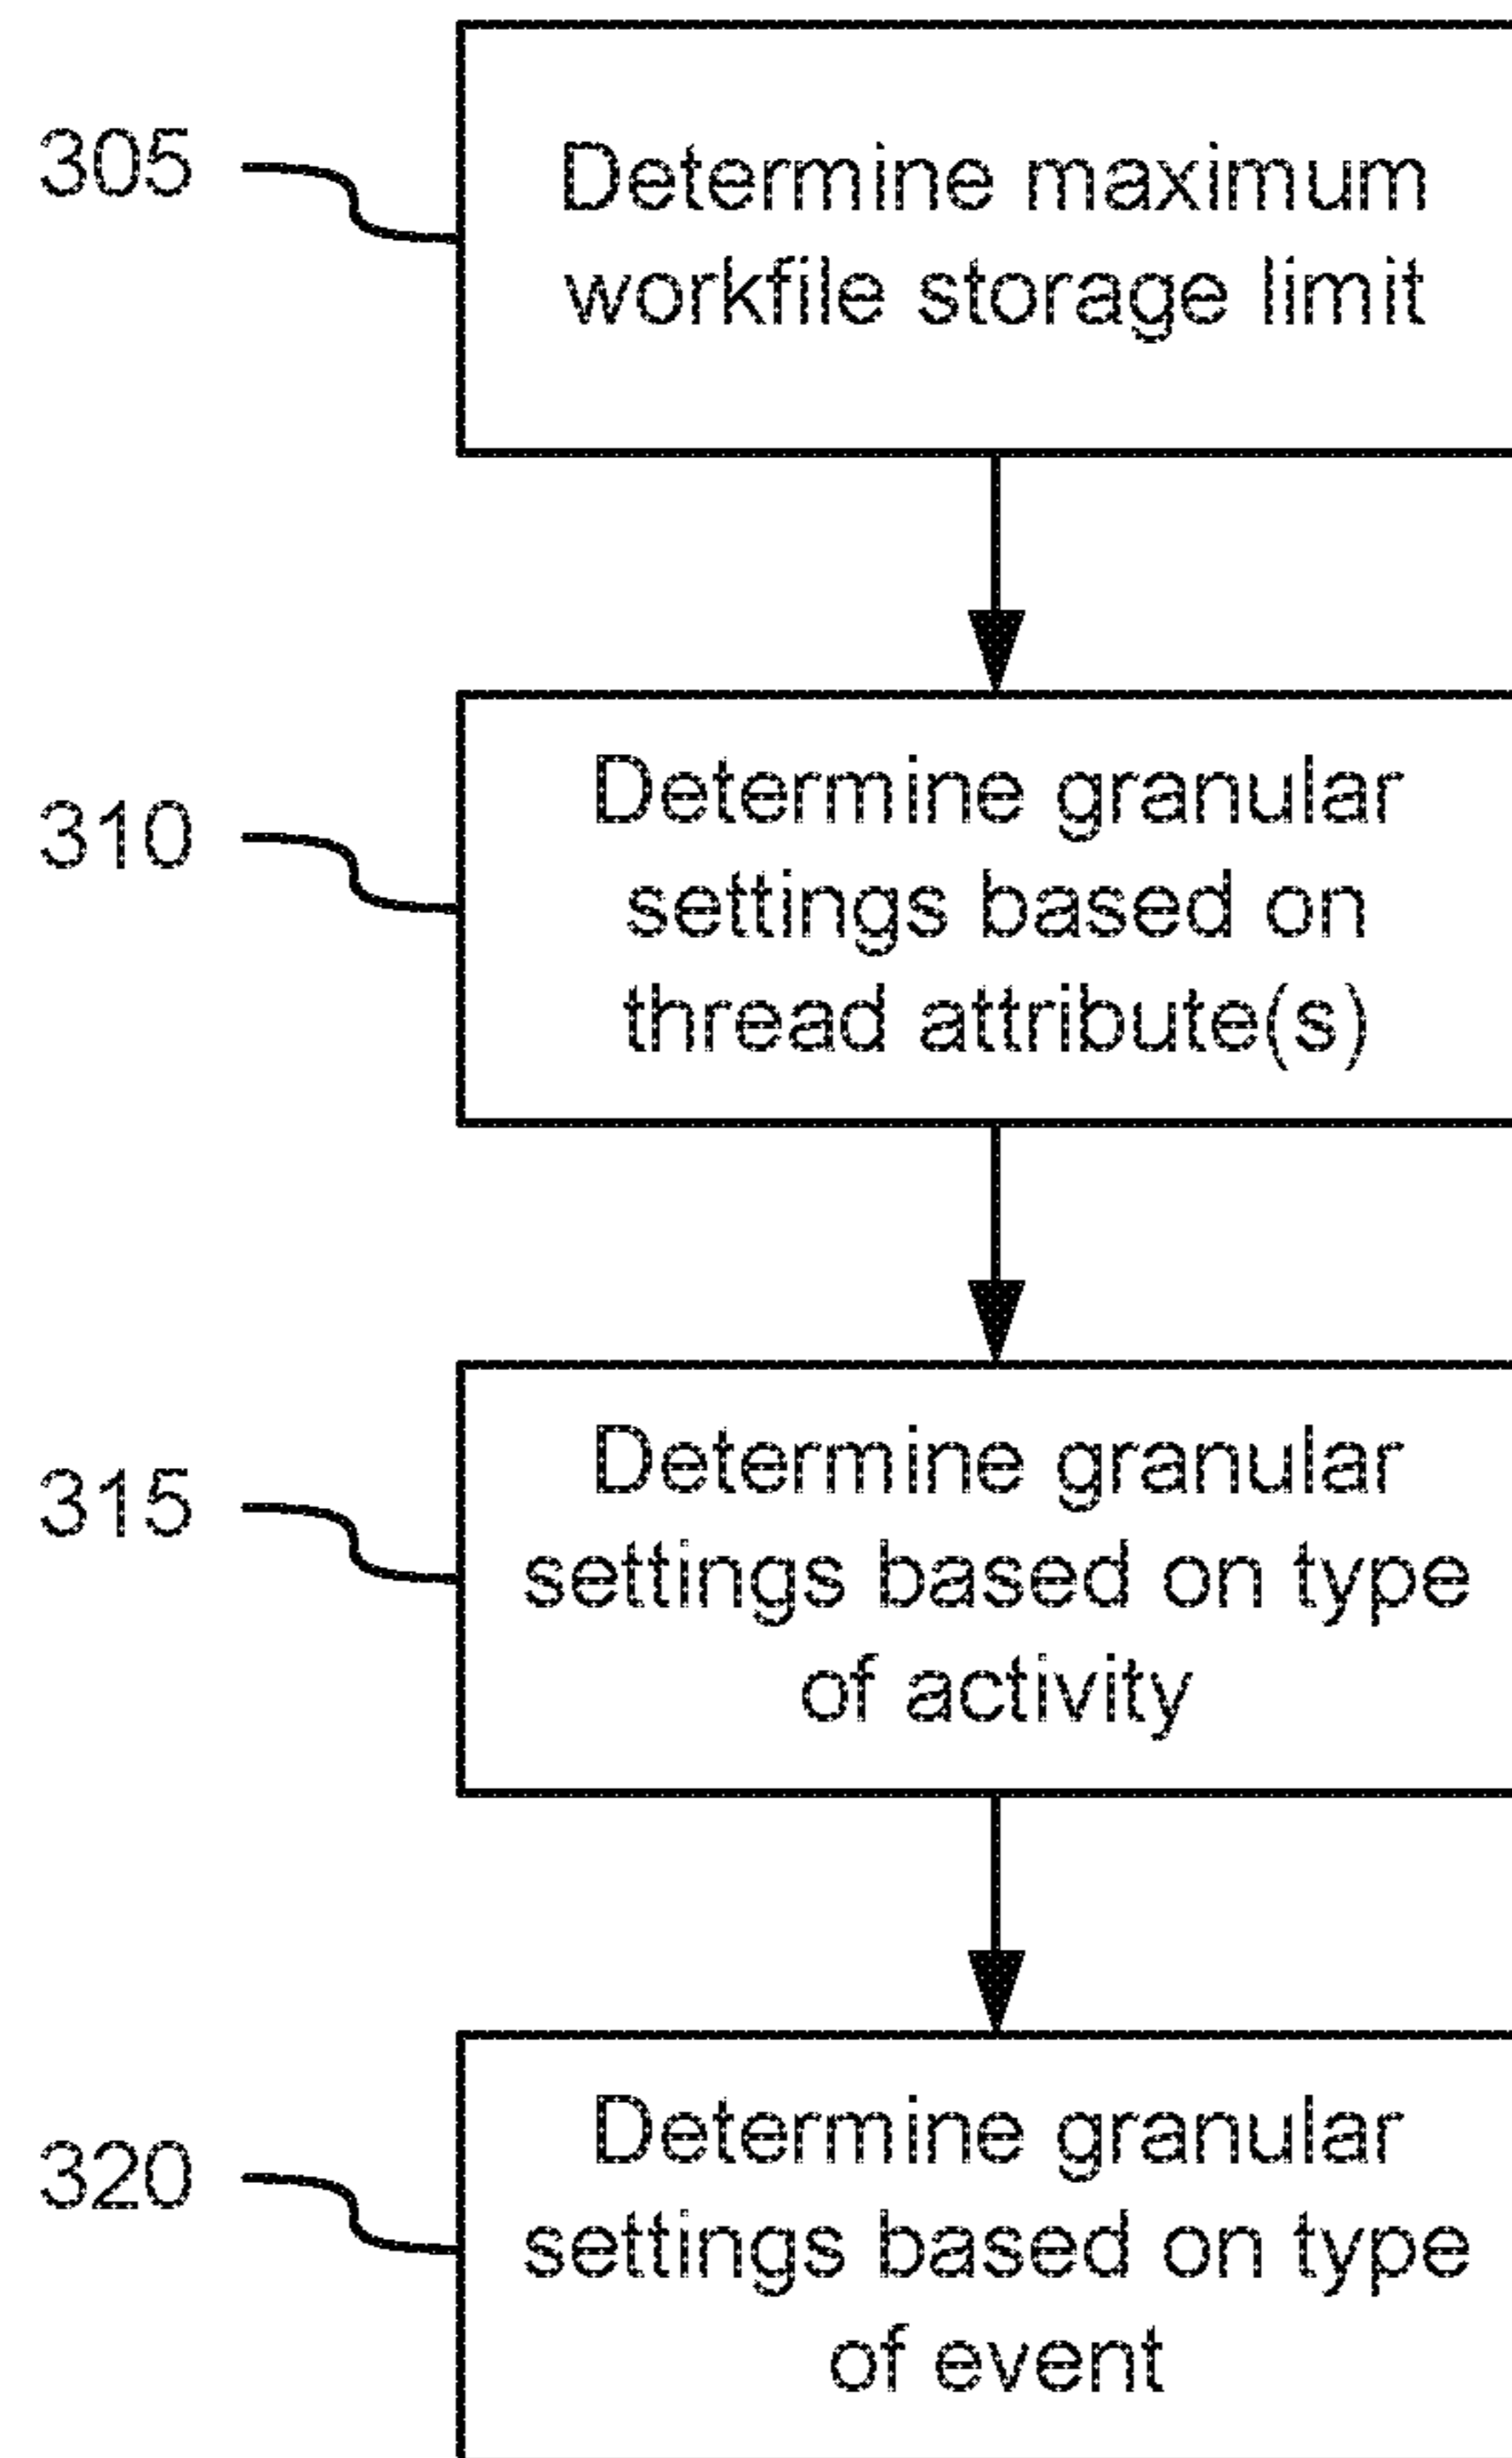 305
Determine maximum
workfile storage limit
310
Determine granular
settings based on
thread attribute(s)
315
Determine granular
settings based on type
of activity
320
Determine granular
settings based on type
of event